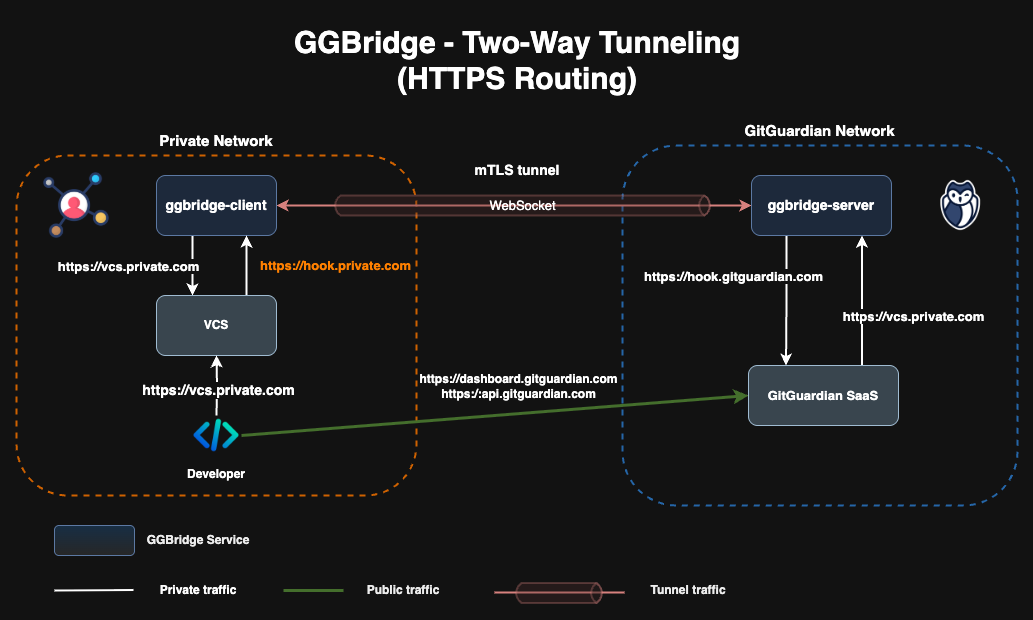 GGBridge - Two-Way Tunneling
(HTTPS Routing)
Private Network
GitGuardian Network
mTLS tunnel
ggbridge-client
WebSocket
ggbridge-server
https://vcs.private.com
https://hook.private.com
https://hook.gitguardian.com
https://vcs.private.com
VCS
https://vcs.private.com
https://dashboard.gitguardian.com
https:/:api.gitguardian.com
GitGuardian SaaS
Developer
GGBridge Service
Private traffic
Public traffic
Tunnel traffic